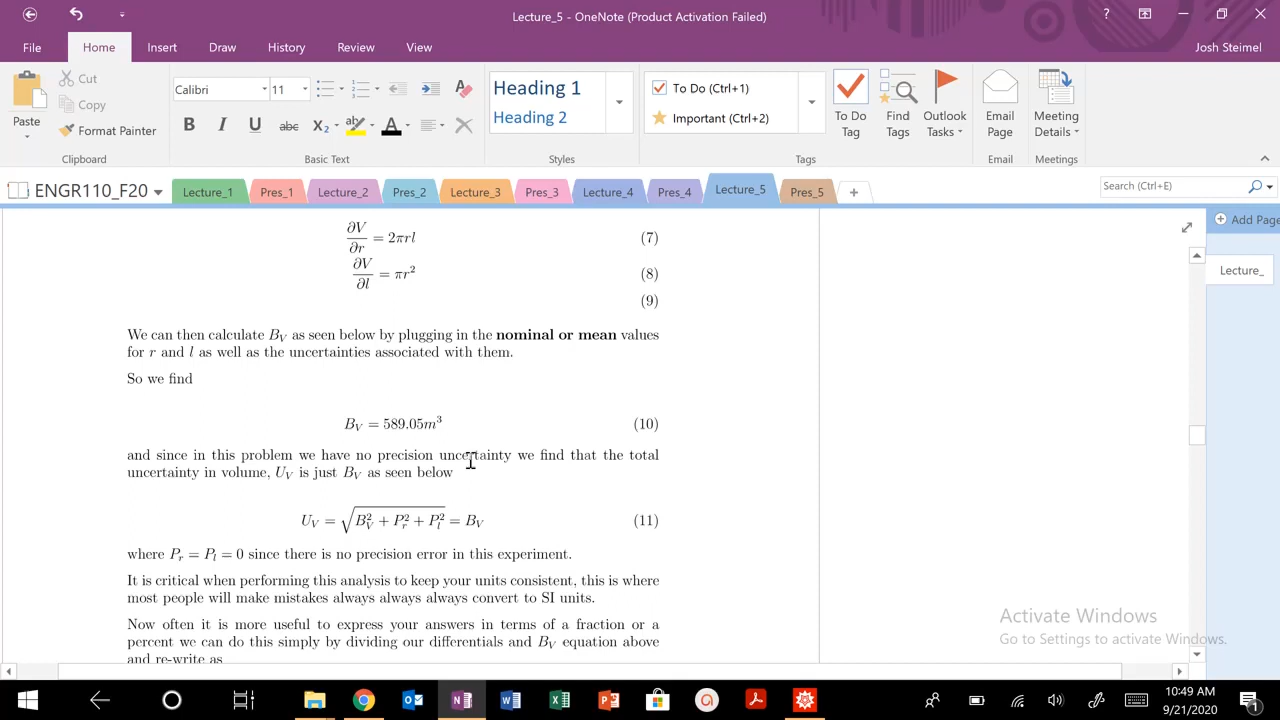 Lecture_5 - OneNote (Product Activation Failed)
?
File
Home
Insert
Draw
History
Review
View
Josh Steimel
Paste
Cut
Copy
Format Painter
Clipboard
Calibri
11
B I U abc X₂ A
Basic Text
Heading 1
Heading 2
Styles
To Do (Ctrl+1)
Important (Ctrl+2)
Tags
To Do Tag
Find Tags
Outlook Tasks
Email Page
Email
Meeting Details
Meetings
ENGR110_F20
Lecture_1
Pres_1
Lecture_2
Pres_2
Lecture_3
Pres_3
Lecture_4
Pres_4
Lecture_5
Pres_5
+
Search (Ctrl+E)
Add Page
Lecture_
∂V/∂r = 2πrl (7)
∂V/∂l = πr² (8)
(9)
We can then calculate B_V as seen below by plugging in the nominal or mean values
for r and l as well as the uncertainties associated with them.
So we find
B_V = 589.05m³ (10)
and since in this problem we have no precision uncertainty we find that the total
uncertainty in volume, U_V is just B_V as seen below
U_V = √(B_V² + P_r² + P_l²) = B_V (11)
where P_r = P_l = 0 since there is no precision error in this experiment.
It is critical when performing this analysis to keep your units consistent, this is where
most people will make mistakes always always always convert to SI units.
Now often it is more useful to express your answers in terms of a fraction or a
percent we can do this simply by dividing our differentials and B_V equation above
and re-write as
Activate Windows
Go to Settings to activate Windows.
10:49 AM
9/21/2020
1